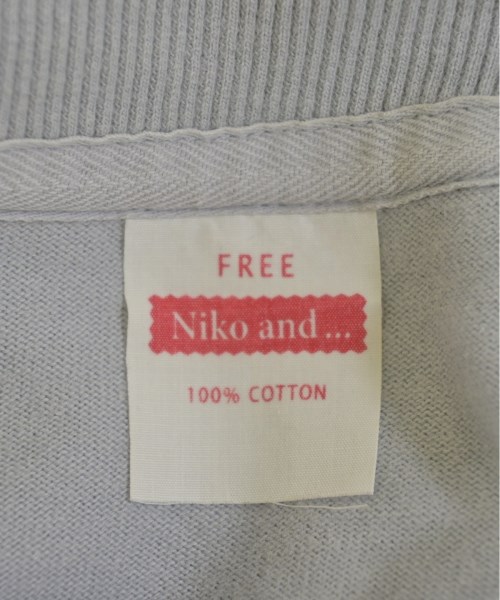 FREE
Niko and ...
100% COTTON